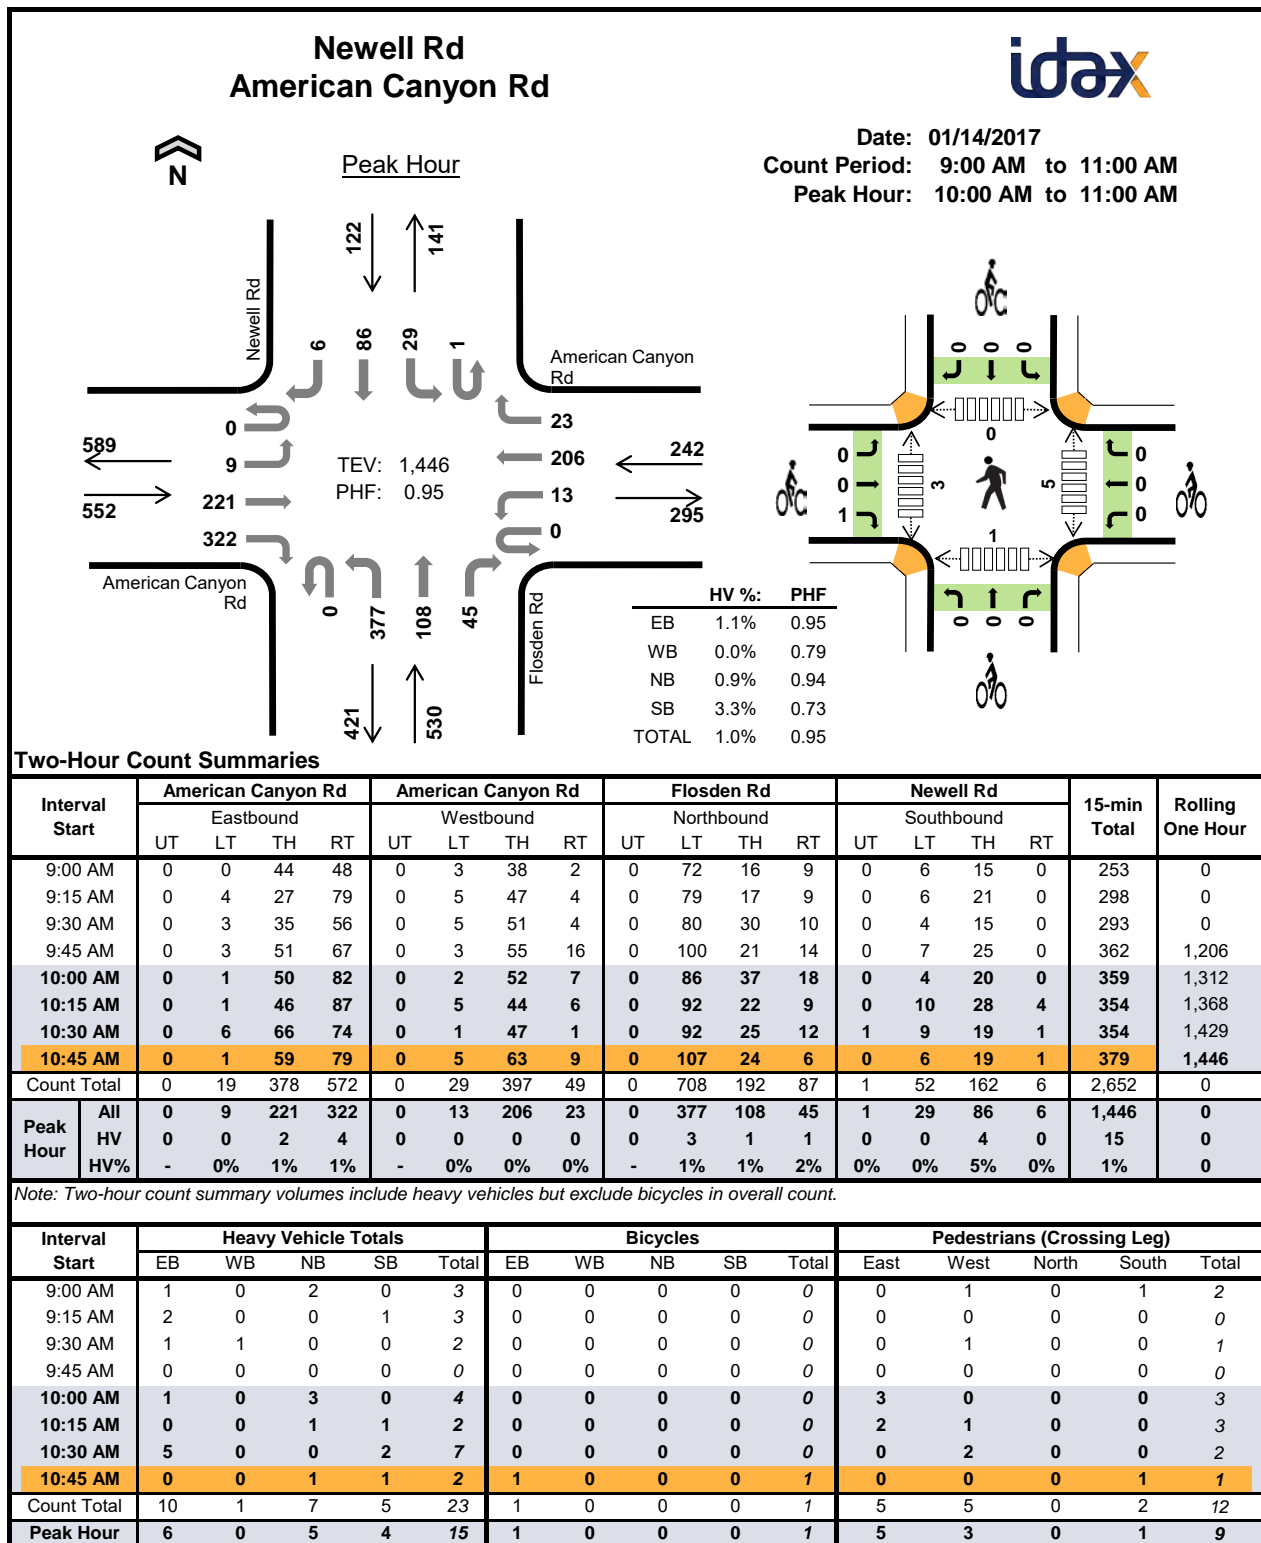 Newell Rd
American Canyon Rd
idax
Date: 01/14/2017
Count Period: 9:00 AM to 11:00 AM
Peak Hour: 10:00 AM to 11:00 AM
N
Peak Hour
122
141
Newell Rd
6
86
29
1
American Canyon
Rd
0
9
221
322
589
552
TEV: 1,446
PHF: 0.95
23
206
13
0
242
295
American Canyon
Rd
0
377
108
45
Flosden Rd
421
530
HV %: PHF
EB 1.1% 0.95
WB 0.0% 0.79
NB 0.9% 0.94
SB 3.3% 0.73
TOTAL 1.0% 0.95
0 0 0
0
0
0
1
3
5
0
0
0
1
0 0 0
Two-Hour Count Summaries
Interval Start American Canyon Rd American Canyon Rd Flosden Rd Newell Rd 15-min Total Rolling One Hour
Eastbound Westbound Northbound Southbound
UT LT TH RT UT LT TH RT UT LT TH RT UT LT TH RT
9:00 AM 0 0 44 48 0 3 38 2 0 72 16 9 0 6 15 0 253 0
9:15 AM 0 4 27 79 0 5 47 4 0 79 17 9 0 6 21 0 298 0
9:30 AM 0 3 35 56 0 5 51 4 0 80 30 10 0 4 15 0 293 0
9:45 AM 0 3 51 67 0 3 55 16 0 100 21 14 0 7 25 0 362 1,206
10:00 AM 0 1 50 82 0 2 52 7 0 86 37 18 0 4 20 0 359 1,312
10:15 AM 0 1 46 87 0 5 44 6 0 92 22 9 0 10 28 4 354 1,368
10:30 AM 0 6 66 74 0 1 47 1 0 92 25 12 1 9 19 1 354 1,429
10:45 AM 0 1 59 79 0 5 63 9 0 107 24 6 0 6 19 1 379 1,446
Count Total 0 19 378 572 0 29 397 49 0 708 192 87 1 52 162 6 2,652 0
Peak Hour All 0 9 221 322 0 13 206 23 0 377 108 45 1 29 86 6 1,446 0
HV 0 0 2 4 0 0 0 0 0 3 1 1 0 0 4 0 15 0
HV% - 0% 1% 1% - 0% 0% 0% - 1% 1% 2% 0% 0% 5% 0% 1% 0
Note: Two-hour count summary volumes include heavy vehicles but exclude bicycles in overall count.
Interval Start Heavy Vehicle Totals Bicycles Pedestrians (Crossing Leg)
EB WB NB SB Total EB WB NB SB Total East West North South Total
9:00 AM 1 0 2 0 3 0 0 0 0 0 0 1 0 1 2
9:15 AM 2 0 0 1 3 0 0 0 0 0 0 0 0 0 0
9:30 AM 1 1 0 0 2 0 0 0 0 0 0 1 0 0 1
9:45 AM 0 0 0 0 0 0 0 0 0 0 0 0 0 0 0
10:00 AM 1 0 3 0 4 0 0 0 0 0 3 0 0 0 3
10:15 AM 0 0 1 1 2 0 0 0 0 0 2 1 0 0 3
10:30 AM 5 0 0 2 7 0 0 0 0 0 0 2 0 0 2
10:45 AM 0 0 1 1 2 1 0 0 0 1 0 0 0 1 1
Count Total 10 1 7 5 23 1 0 0 0 1 5 5 0 2 12
Peak Hour 6 0 5 4 15 1 0 0 0 1 5 3 0 1 9